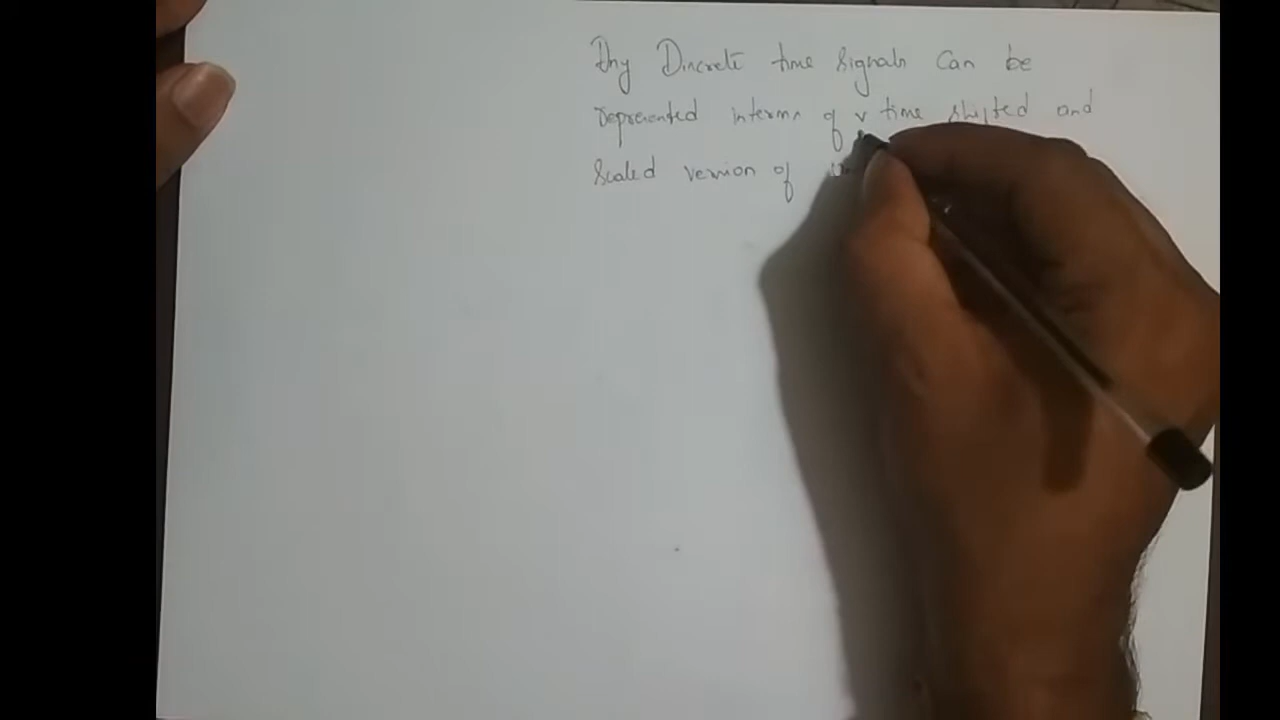 Any Discrete time signals can be
represented interms of time shifted and
scaled version of